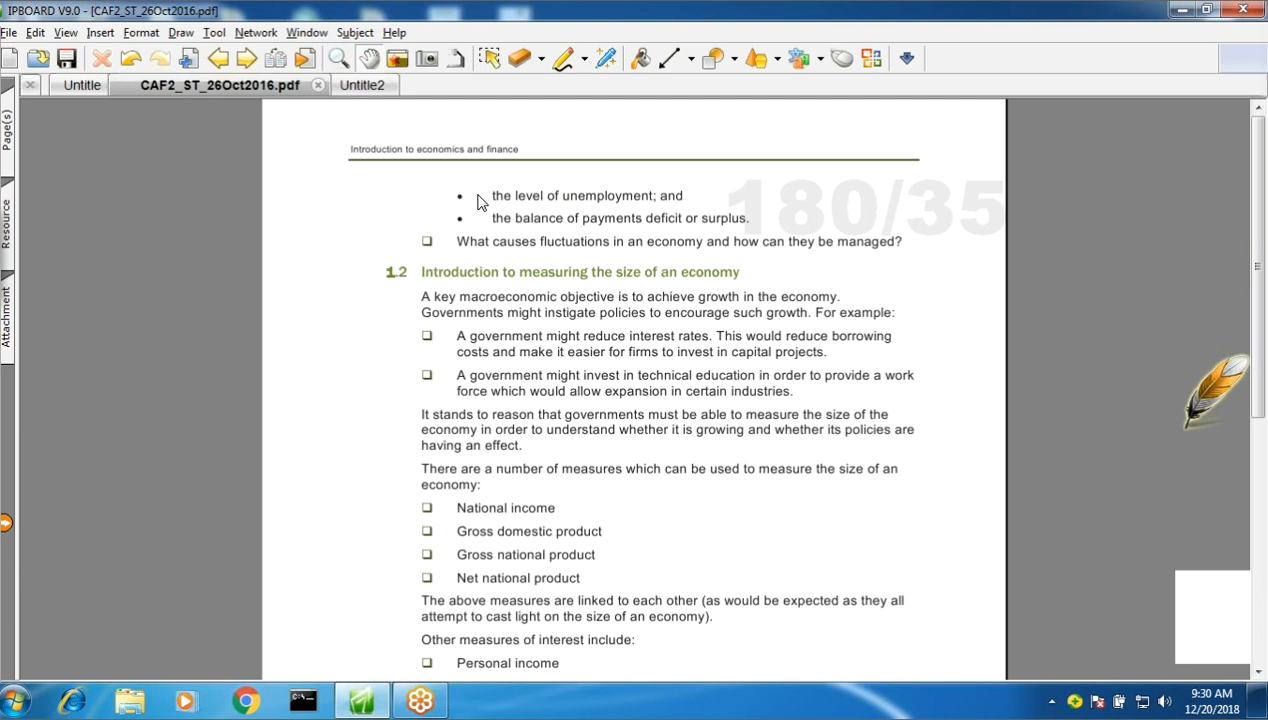 IPBOARD V9.0 - [CAF2_ST_26Oct2016.pdf]
File Edit View Insert Format Draw Tool Network Window Subject Help
Untitle CAF2_ST_26Oct2016.pdf Untitle2
Page(s)
Resource
Attachment
Introduction to economics and finance
180/35
• the level of unemployment; and
• the balance of payments deficit or surplus.
❑ What causes fluctuations in an economy and how can they be managed?
1.2 Introduction to measuring the size of an economy
A key macroeconomic objective is to achieve growth in the economy.
Governments might instigate policies to encourage such growth. For example:
❑ A government might reduce interest rates. This would reduce borrowing
costs and make it easier for firms to invest in capital projects.
❑ A government might invest in technical education in order to provide a work
force which would allow expansion in certain industries.
It stands to reason that governments must be able to measure the size of the
economy in order to understand whether it is growing and whether its policies are
having an effect.
There are a number of measures which can be used to measure the size of an
economy:
❑ National income
❑ Gross domestic product
❑ Gross national product
❑ Net national product
The above measures are linked to each other (as would be expected as they all
attempt to cast light on the size of an economy).
Other measures of interest include:
❑ Personal income
9:30 AM
12/20/2018